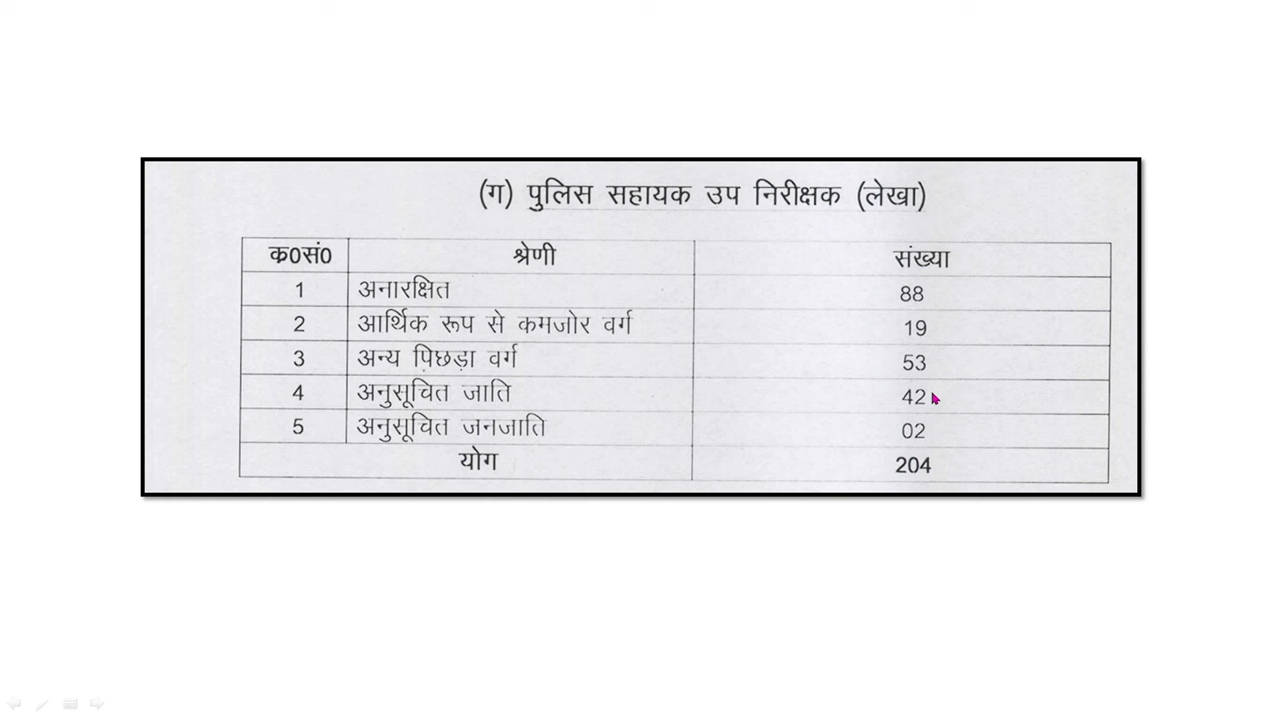 (ग) पुलिस सहायक उप निरीक्षक (लेखा)
क0सं0 श्रेणी संख्या
1 अनारक्षित 88
2 आर्थिक रूप से कमजोर वर्ग 19
3 अन्य पिछड़ा वर्ग 53
4 अनुसूचित जाति 42
5 अनुसूचित जनजाति 02
योग 204